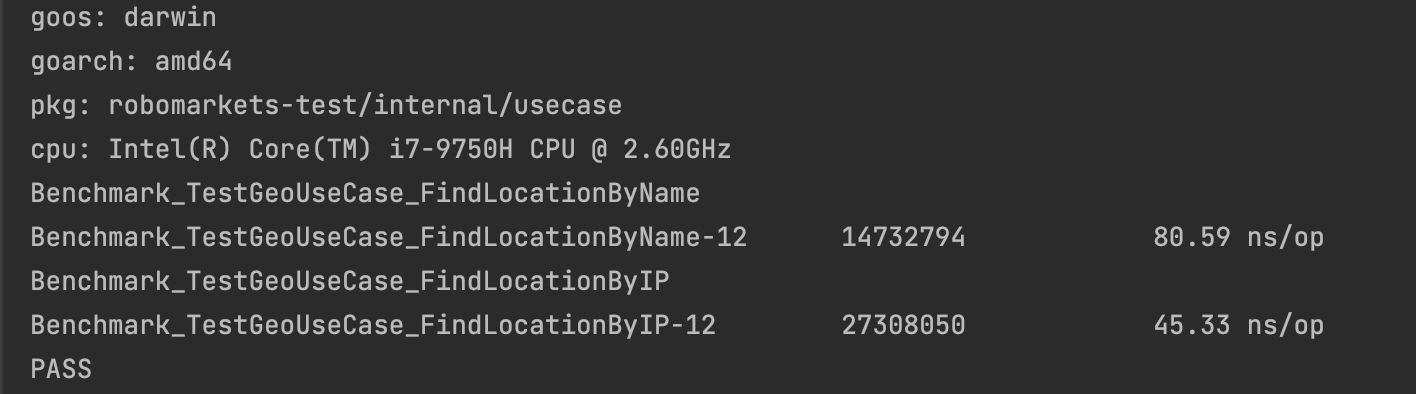 goos: darwin
goarch: amd64
pkg: robomarkets-test/internal/usecase
cpu: Intel(R) Core(TM) i7-9750H CPU @ 2.60GHz
Benchmark_TestGeoUseCase_FindLocationByName
Benchmark_TestGeoUseCase_FindLocationByName-12 14732794 80.59 ns/op
Benchmark_TestGeoUseCase_FindLocationByIP
Benchmark_TestGeoUseCase_FindLocationByIP-12 27308050 45.33 ns/op
PASS